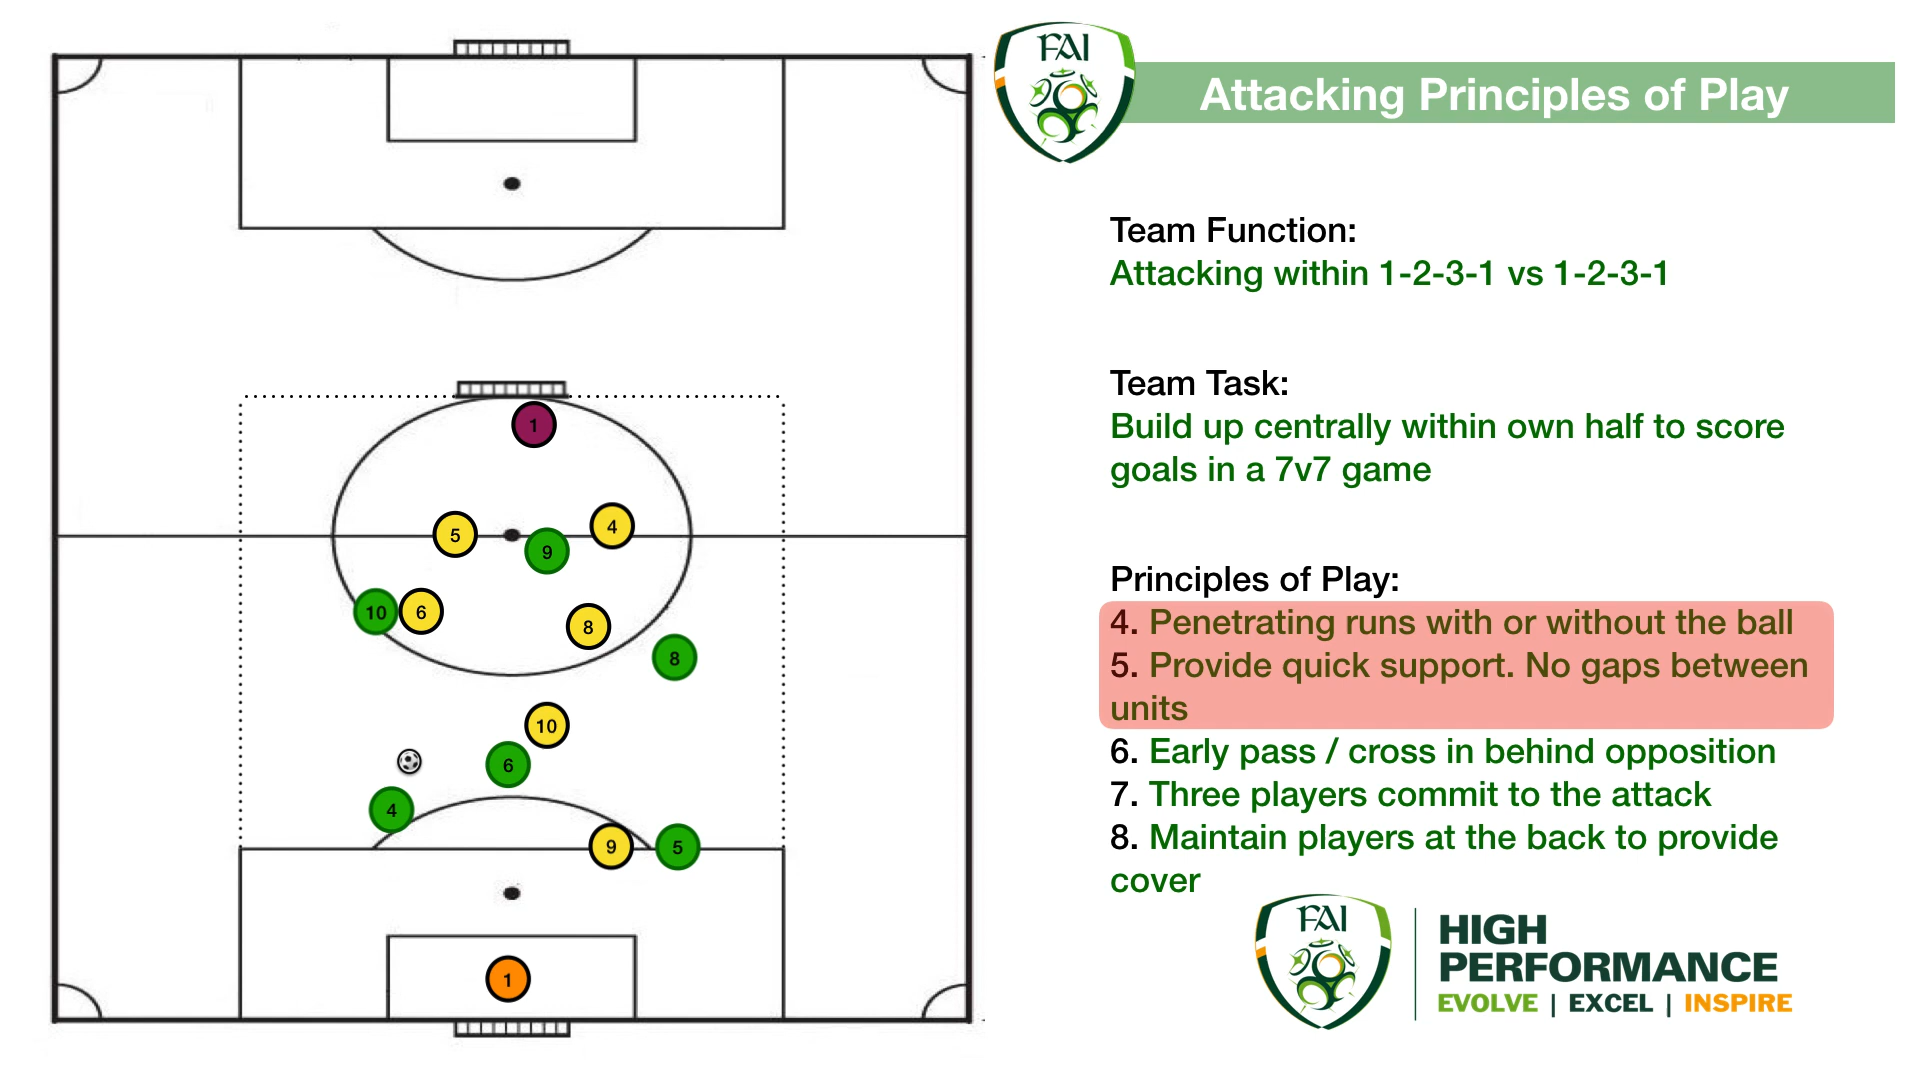 FAI
Attacking Principles of Play
Team Function:
Attacking within 1-2-3-1 vs 1-2-3-1
Team Task:
Build up centrally within own half to score
goals in a 7v7 game
Principles of Play:
4. Penetrating runs with or without the ball
5. Provide quick support. No gaps between
units
6. Early pass / cross in behind opposition
7. Three players commit to the attack
8. Maintain players at the back to provide
cover
FAI
HIGH
PERFORMANCE
EVOLVE | EXCEL | INSPIRE
1
5
4
9
10
6
8
8
10
6
4
9
5
1